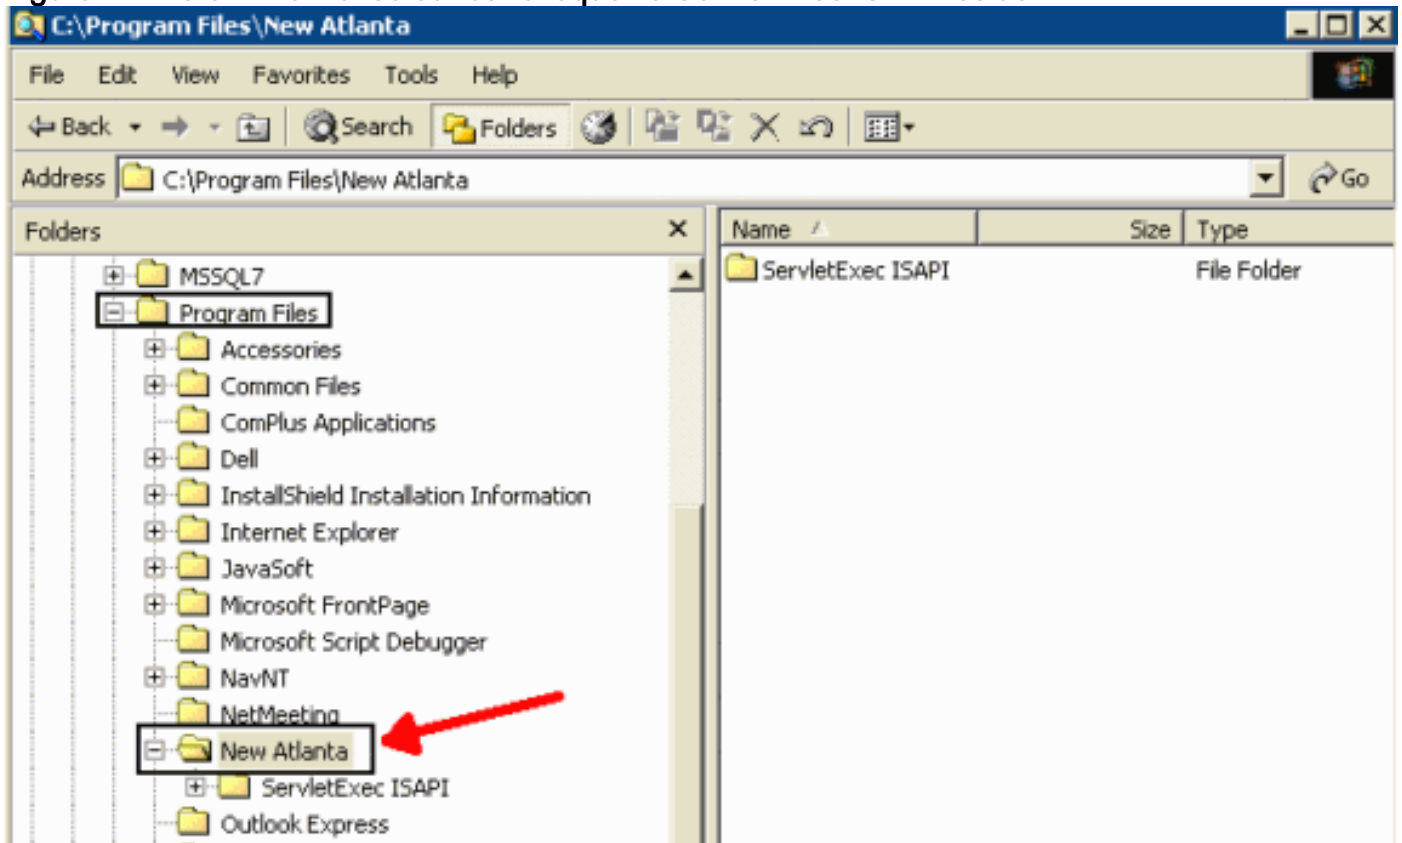 C:\Program Files\New Atlanta
File Edit View Favorites Tools Help
Back Search Folders
Address C:\Program Files\New Atlanta Go
Folders
Name Size Type
MSSQL7
Program Files
Accessories
Common Files
ComPlus Applications
Dell
InstallShield Installation Information
Internet Explorer
JavaSoft
Microsoft FrontPage
Microsoft Script Debugger
NavNT
NetMeeting
New Atlanta
ServletExec ISAPI
Outlook Express
ServletExec ISAPI File Folder